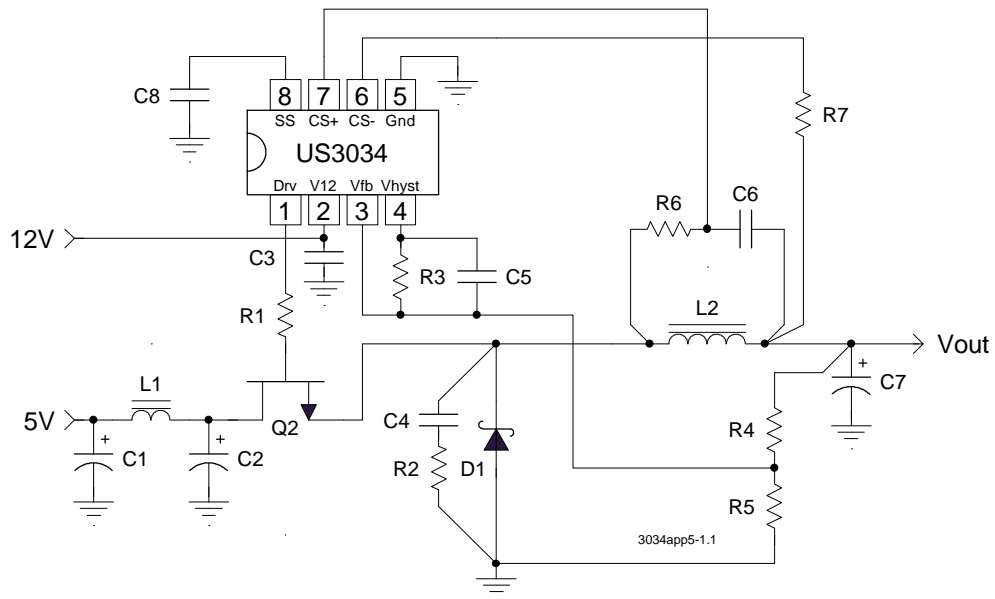 C8
8
7
6
5
SS
CS+
CS-
Gnd
US3034
Drv
V12
Vfb
Vhyst
1
2
3
4
R7
R6
C6
12V
C3
R3
C5
R1
L2
Vout
L1
5V
+
C1
+
C2
Q2
C4
R2
D1
+
C7
R4
R5
3034app5-1.1